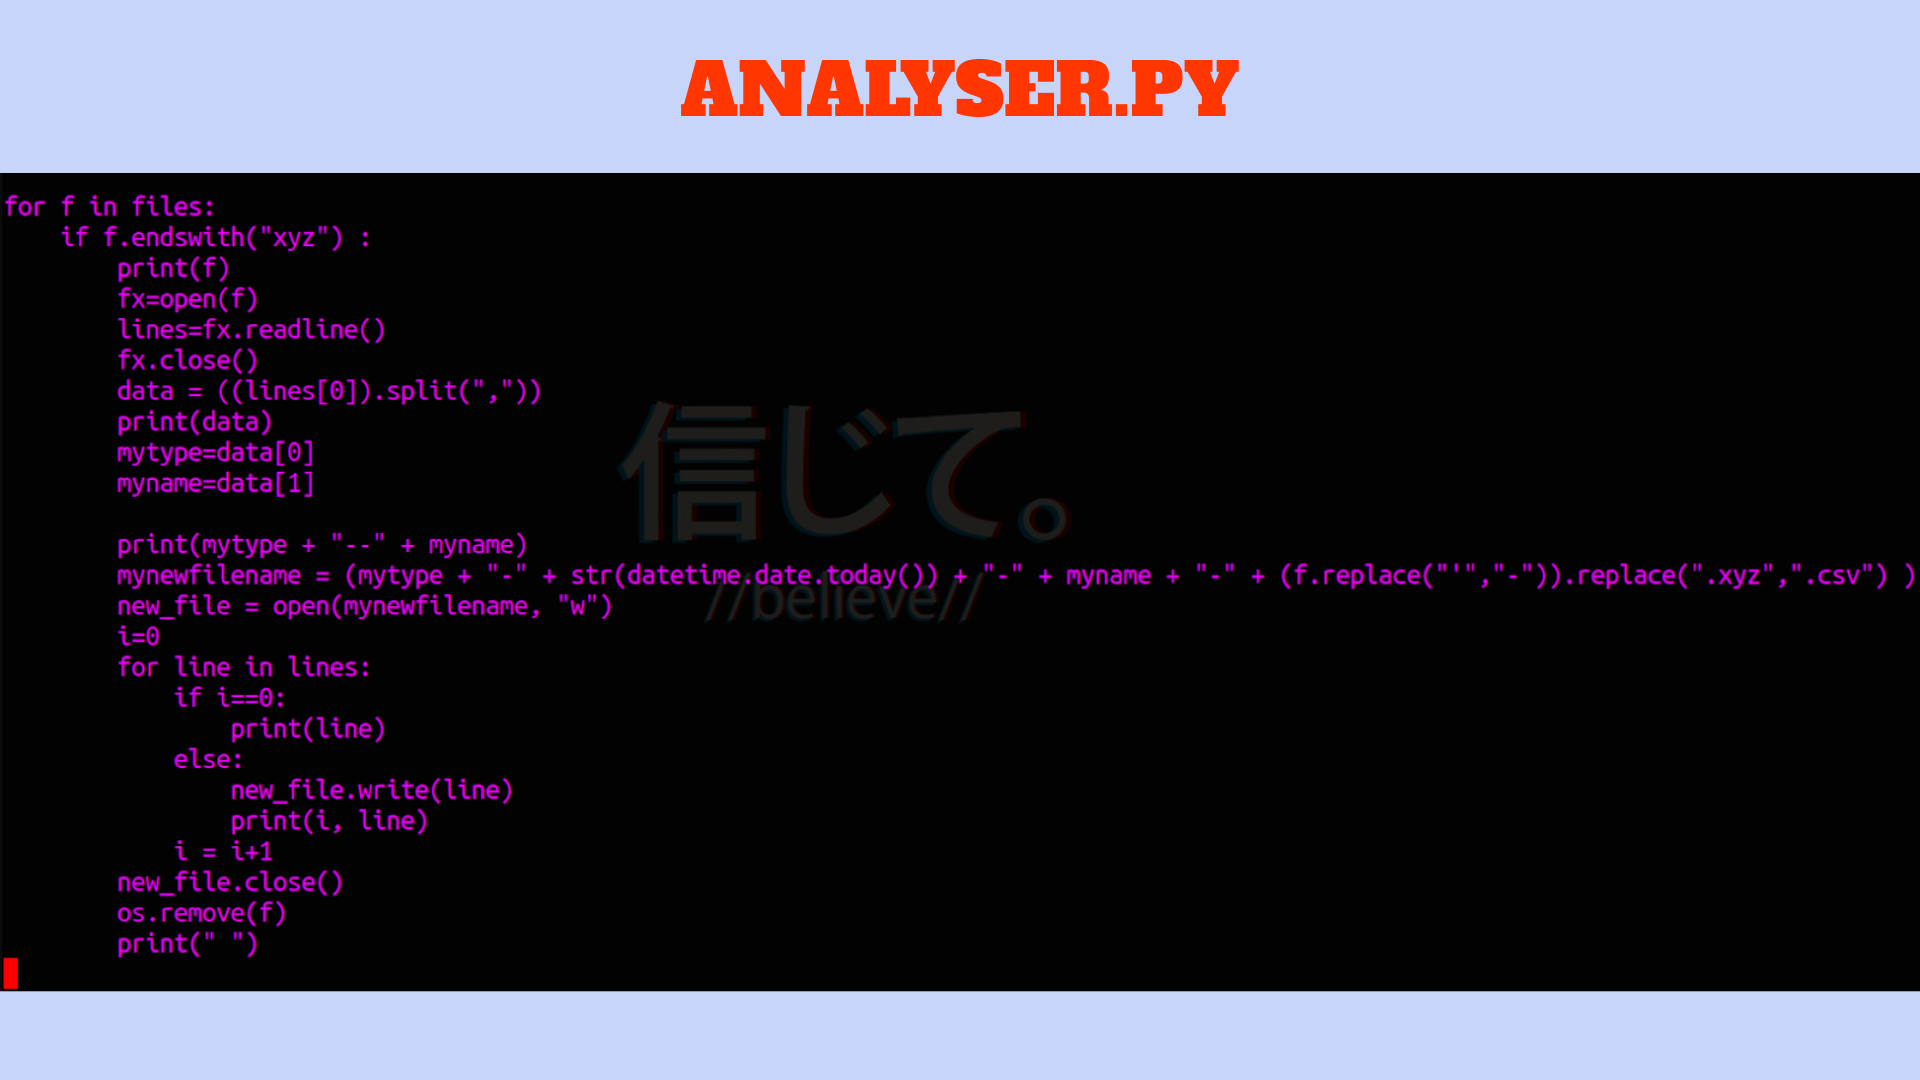 ANALYSER.PY
for f in files:
    if f.endswith("xyz") :
        print(f)
        fx=open(f)
        lines=fx.readline()
        fx.close()
        data = ((lines[0]).split(","))
        print(data)
        mytype=data[0]
        myname=data[1]
        print(mytype + "--" + myname)
        mynewfilename = (mytype + "-" + str(datetime.date.today()) + "-" + myname + "-" + (f.replace("'","-")).replace(".xyz",".csv") )
        new_file = open(mynewfilename, "w")
        i=0
        for line in lines:
            if i==0:
                print(line)
            else:
                new_file.write(line)
                print(i, line)
            i = i+1
        new_file.close()
        os.remove(f)
        print(" ")
信じて。
//believe//